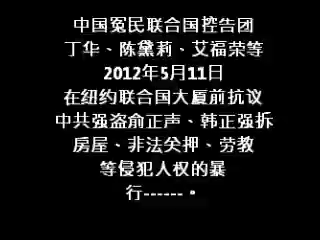 中国冤民联合国控告团
丁华、陈黛莉、艾福荣等
2012年5月11日
在纽约联合国大厦前抗议
中共强盗俞正声、韩正强拆
房屋、非法关押、劳教
等侵犯人权的暴
行------。